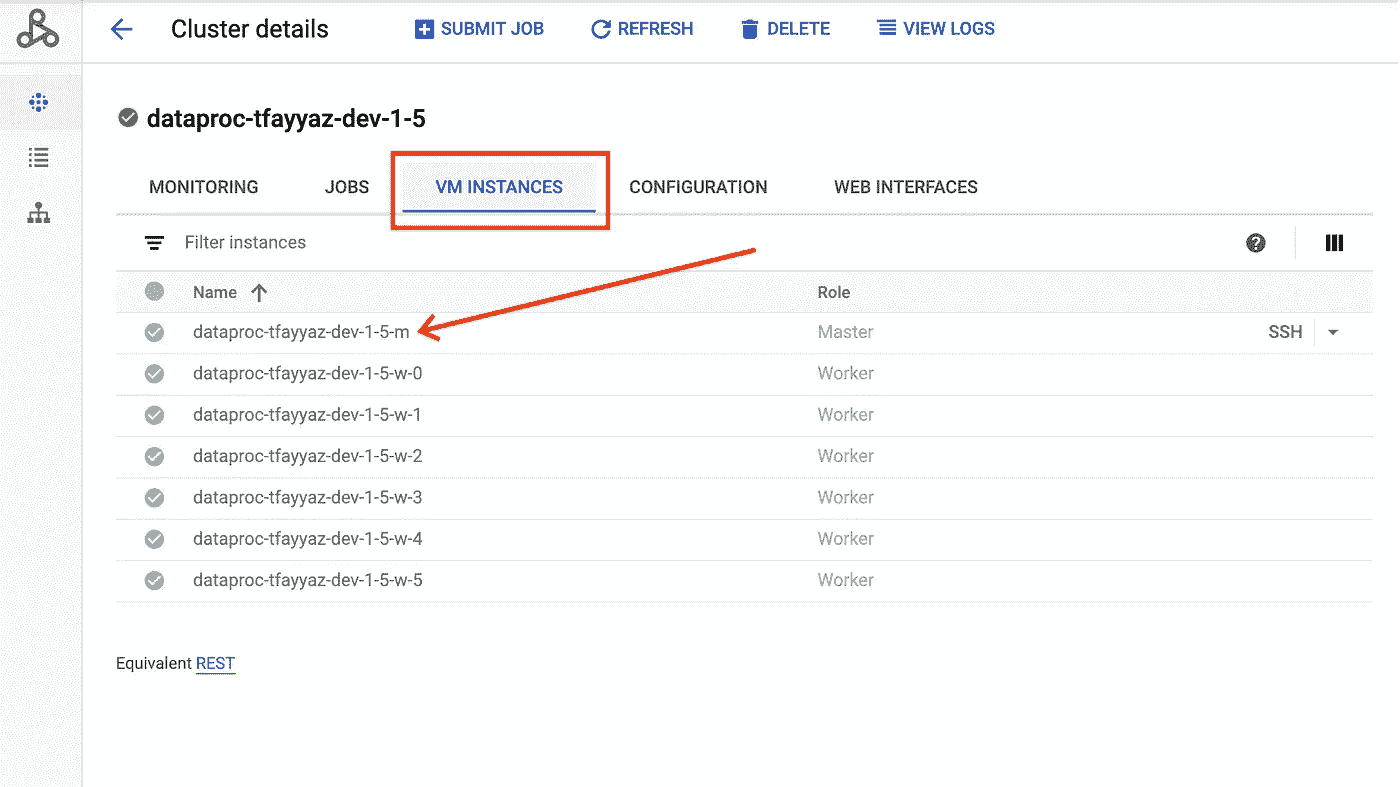 Cluster details SUBMIT JOB REFRESH DELETE VIEW LOGS
dataproc-tfayyaz-dev-1-5
MONITORING JOBS VM INSTANCES CONFIGURATION WEB INTERFACES
Filter instances
Name Role
dataproc-tfayyaz-dev-1-5-m Master SSH
dataproc-tfayyaz-dev-1-5-w-0 Worker
dataproc-tfayyaz-dev-1-5-w-1 Worker
dataproc-tfayyaz-dev-1-5-w-2 Worker
dataproc-tfayyaz-dev-1-5-w-3 Worker
dataproc-tfayyaz-dev-1-5-w-4 Worker
dataproc-tfayyaz-dev-1-5-w-5 Worker
Equivalent REST